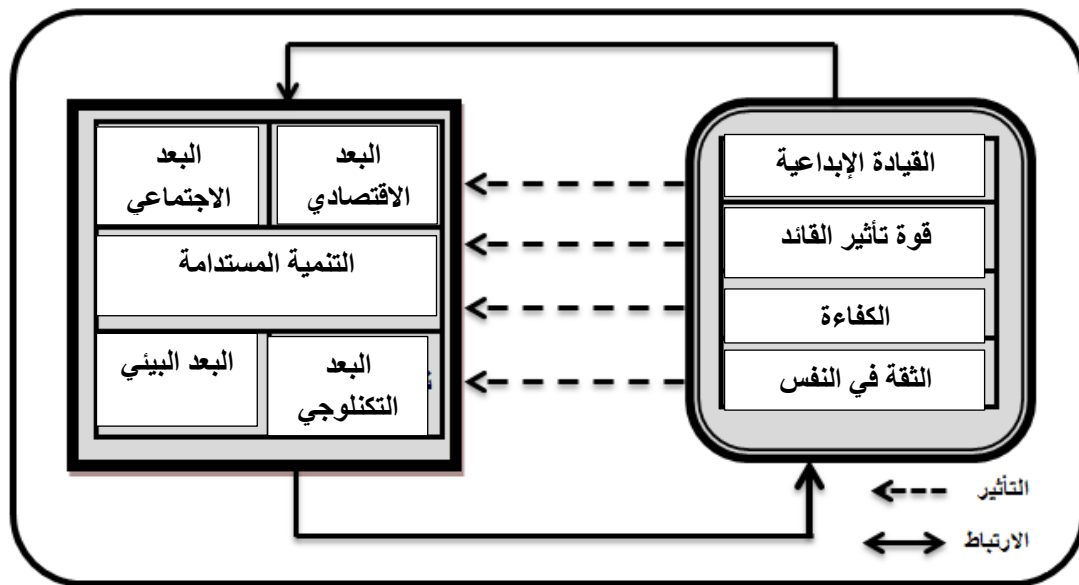 القيادة الإبداعية
قوة تأثير القائد
الكفاءة
الثقة في النفس
البعد
الاقتصادي
البعد
الاجتماعي
التنمية المستدامة
البعد
التكنلوجي
البعد البيئي
التأثير
الارتباط